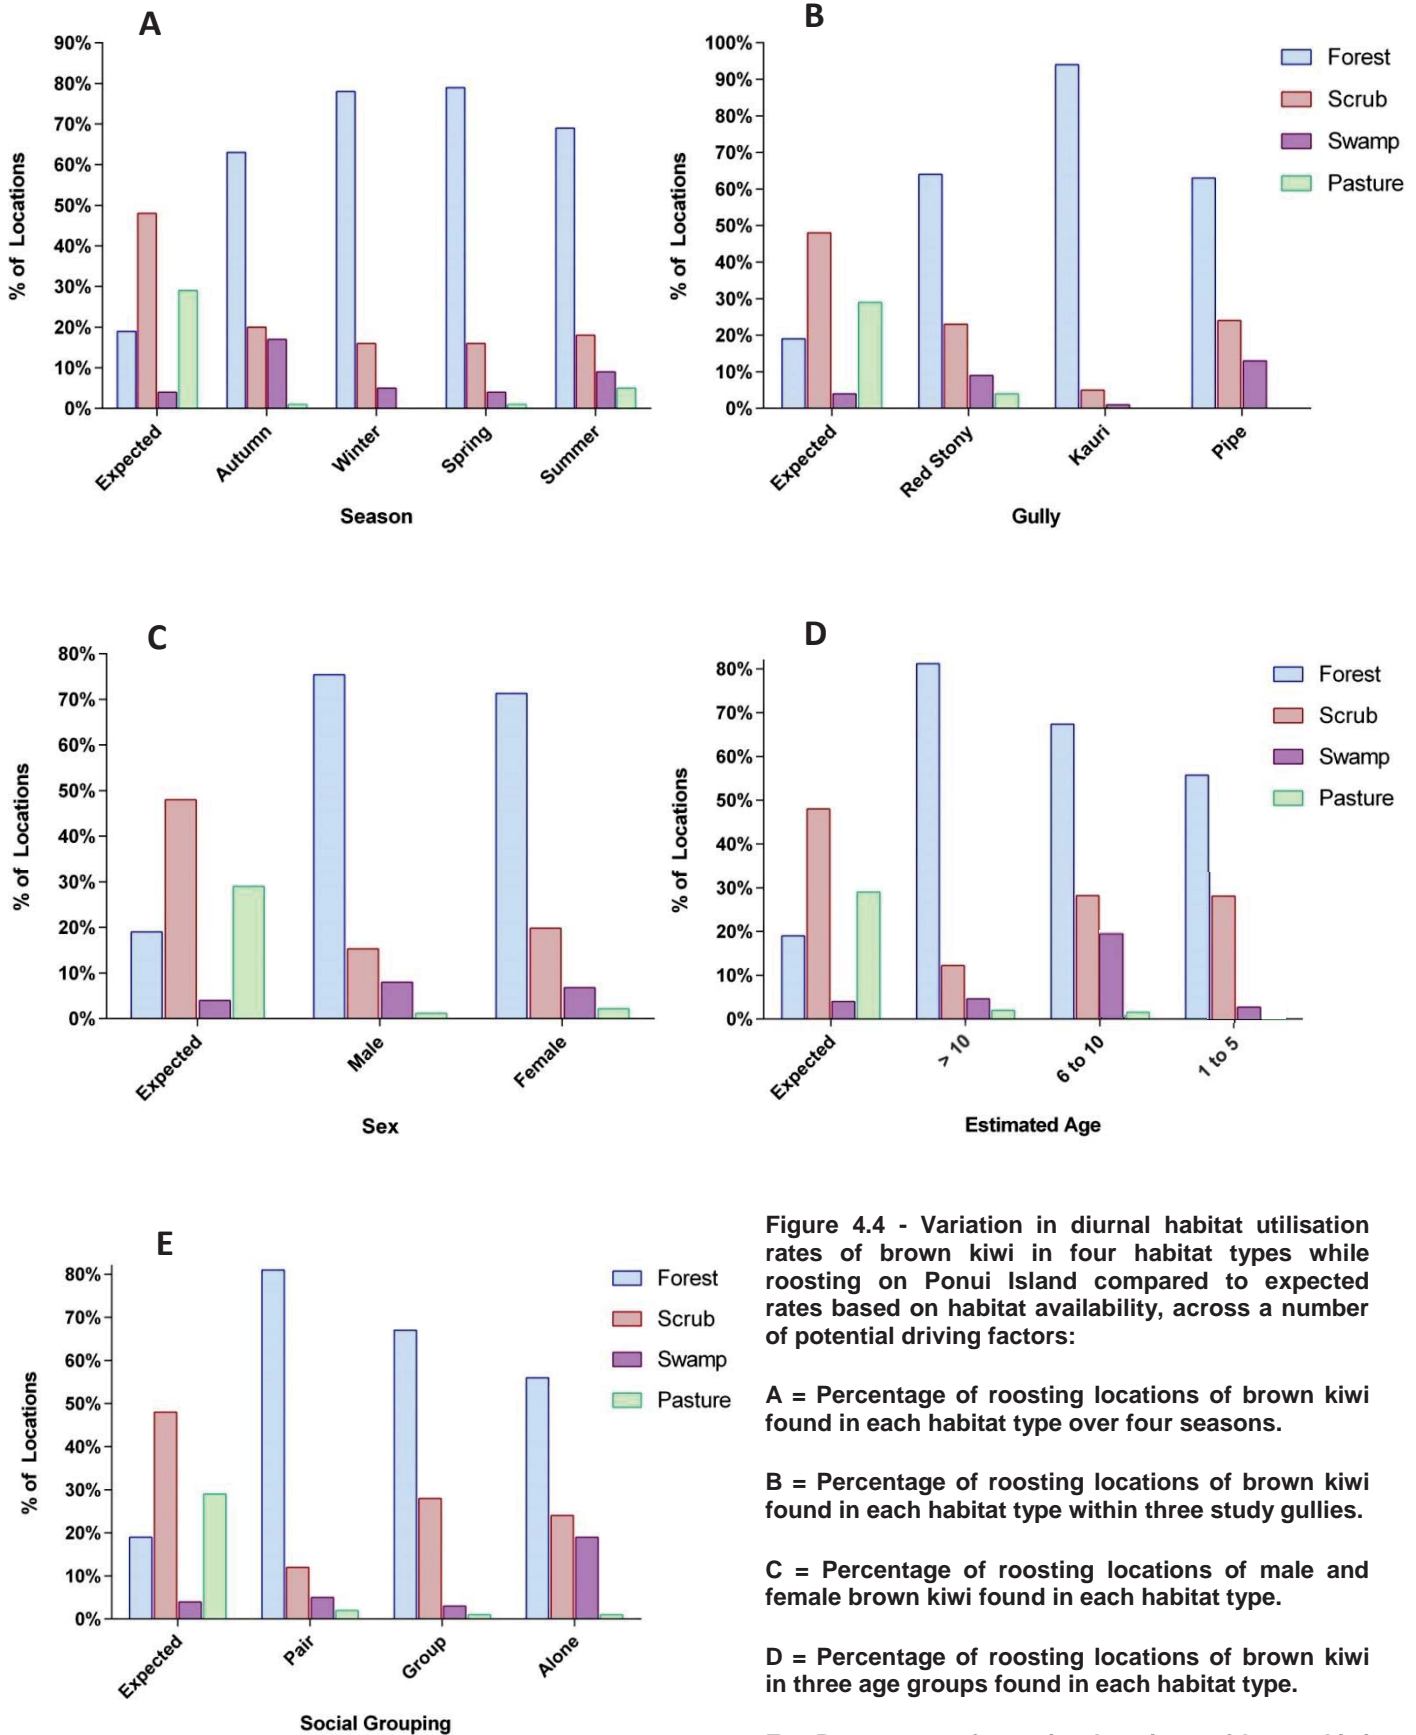 A
90%
80%
70%
60%
50%
40%
30%
20%
10%
0%
% of Locations
Expected
Autumn
Winter
Spring
Summer
Season
B
100%
90%
80%
70%
60%
50%
40%
30%
20%
10%
0%
% of Locations
Expected
Red Stony
Kauri
Pipe
Gully
Forest
Scrub
Swamp
Pasture
C
80%
70%
60%
50%
40%
30%
20%
10%
0%
% of Locations
Expected
Male
Female
Sex
D
80%
70%
60%
50%
40%
30%
20%
10%
0%
% of Locations
Expected
> 10
6 to 10
1 to 5
Estimated Age
Forest
Scrub
Swamp
Pasture
E
80%
70%
60%
50%
40%
30%
20%
10%
0%
% of Locations
Expected
Pair
Group
Alone
Social Grouping
Forest
Scrub
Swamp
Pasture
Figure 4.4 - Variation in diurnal habitat utilisation
rates of brown kiwi in four habitat types while
roosting on Ponui Island compared to expected
rates based on habitat availability, across a number
of potential driving factors:
A = Percentage of roosting locations of brown kiwi
found in each habitat type over four seasons.
B = Percentage of roosting locations of brown kiwi
found in each habitat type within three study gullies.
C = Percentage of roosting locations of male and
female brown kiwi found in each habitat type.
D = Percentage of roosting locations of brown kiwi
in three age groups found in each habitat type.